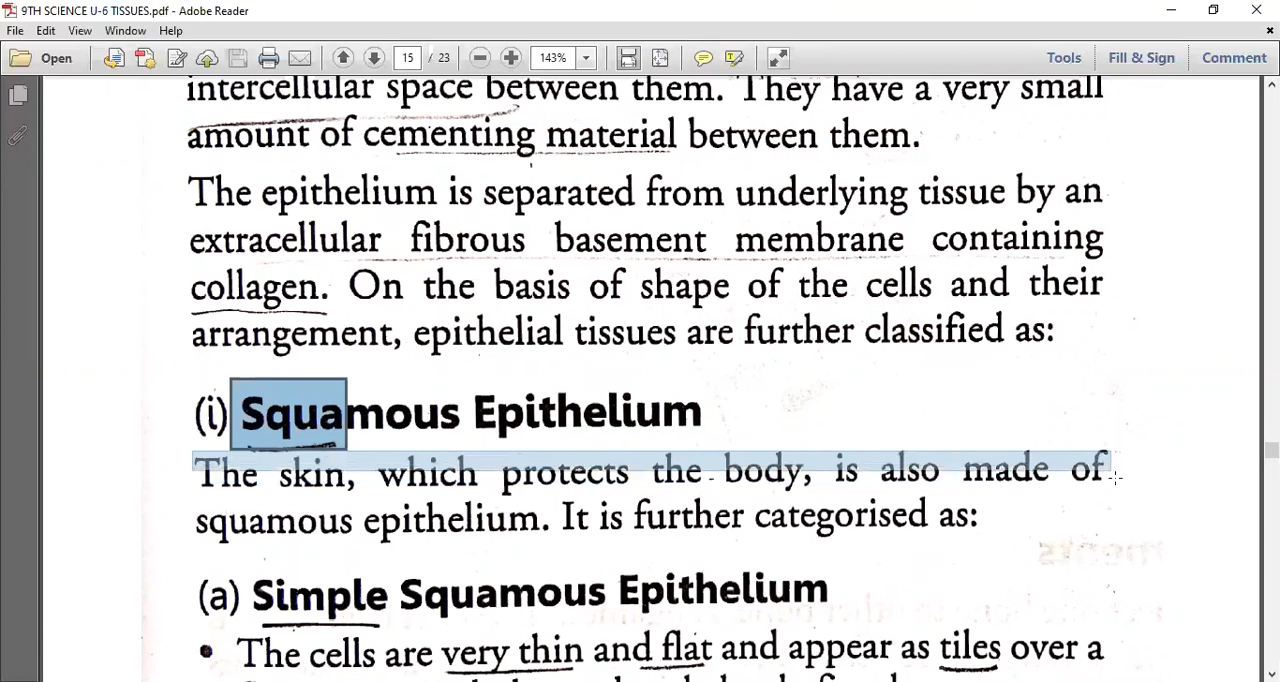 9TH SCIENCE U-6 TISSUES.pdf - Adobe Reader
File Edit View Window Help
Open 15 / 23 143% Tools Fill & Sign Comment
intercellular space between them. They have a very small
amount of cementing material between them.
The epithelium is separated from underlying tissue by an
extracellular fibrous basement membrane containing
collagen. On the basis of shape of the cells and their
arrangement, epithelial tissues are further classified as:
(i) Squamous Epithelium
The skin, which protects the body, is also made of
squamous epithelium. It is further categorised as:
(a) Simple Squamous Epithelium
• The cells are very thin and flat and appear as tiles over a